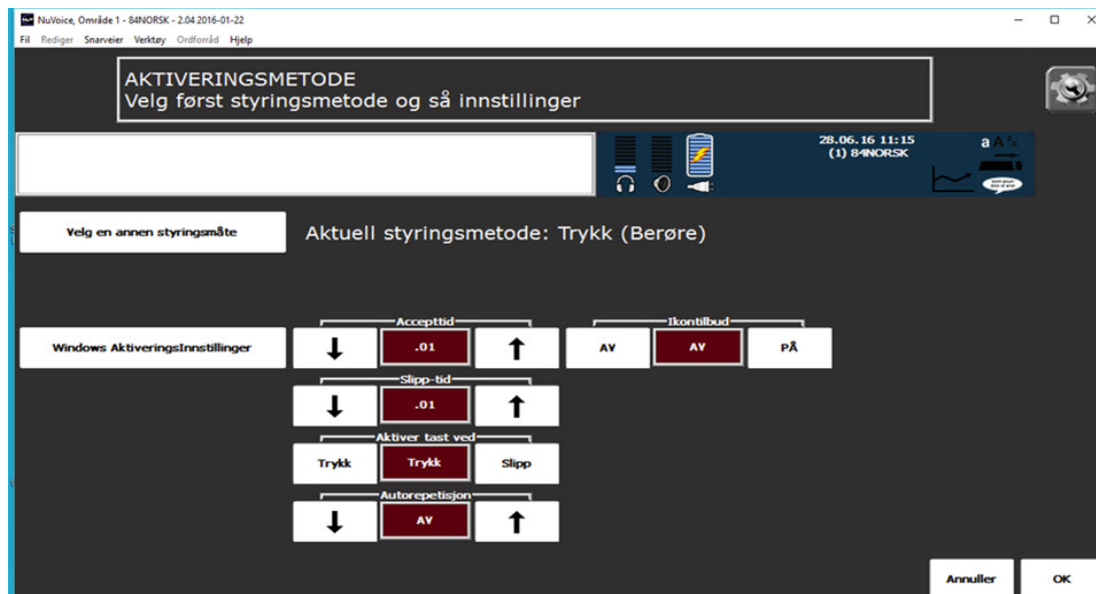 NuVoice, Område 1 - 84NORSK - 2.04 2016-01-22
Fil Rediger Snarveier Verktøy Ordforråd Hjelp
AKTIVERINGSMETODE
Velg først styringsmetode og så innstillinger
28.06.16 11:15
(1) 84NORSK
a A
Velg en annen styringsmåte
Aktuell styringsmetode: Trykk (Berøre)
Accepttid
Ikontilbud
Windows AktiveringsInnstillinger
.01
AV AV PÅ
Slipp-tid
.01
Aktiver tast ved
Trykk Trykk Slipp
Autorepetisjon
AV
Annuller OK